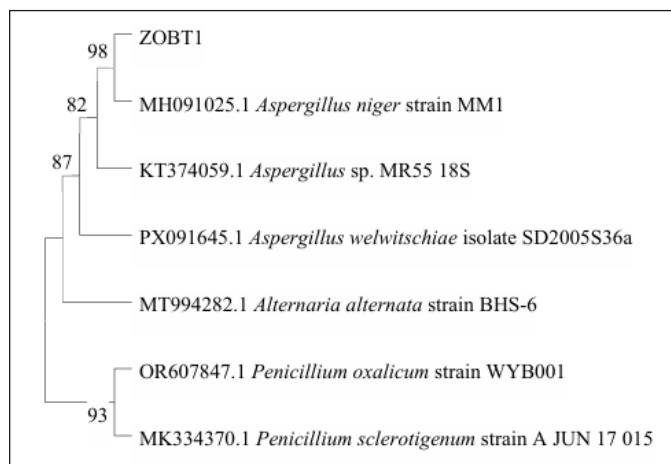 ZOBT1
98
MH091025.1 Aspergillus niger strain MM1
82
KT374059.1 Aspergillus sp. MR55 18S
87
PX091645.1 Aspergillus welwitschiae isolate SD2005S36a
MT994282.1 Alternaria alternata strain BHS-6
OR607847.1 Penicillium oxalicum strain WYB001
93
MK334370.1 Penicillium sclerotigenum strain A JUN 17 015